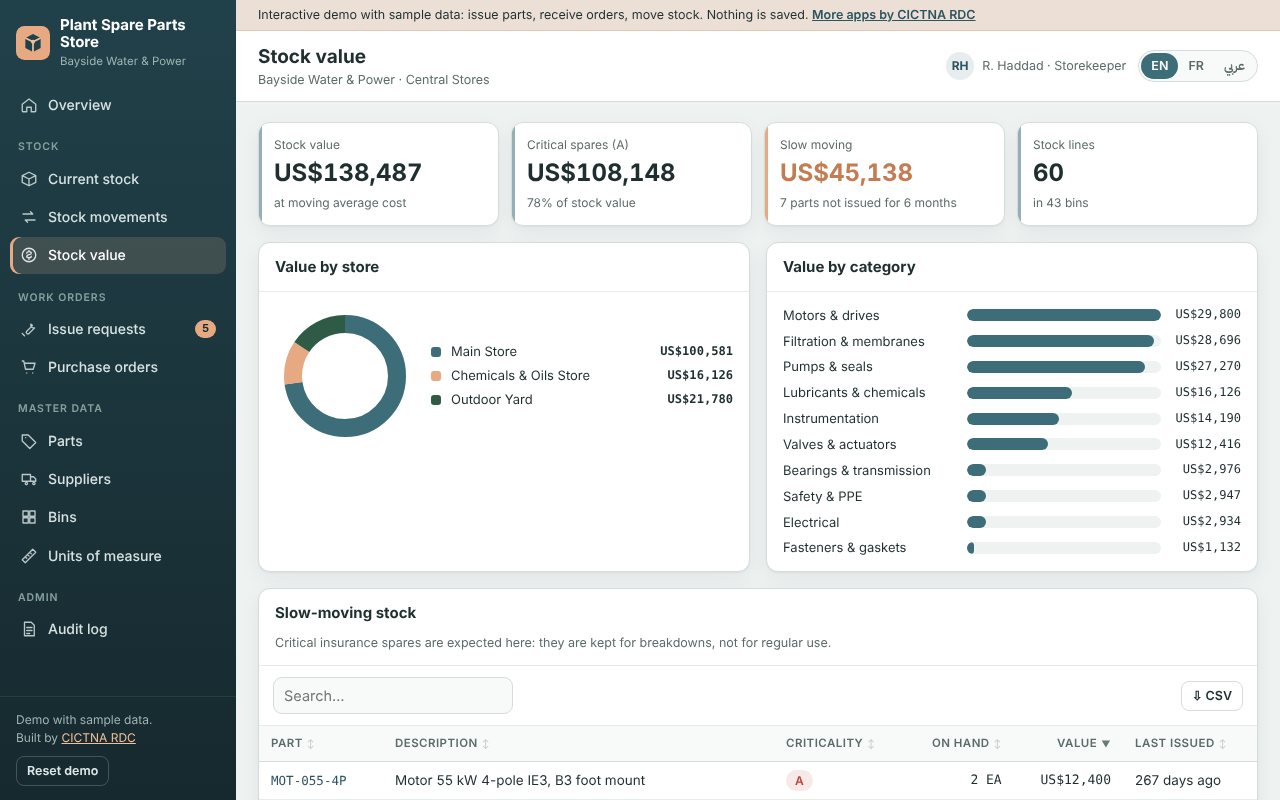 Plant Spare Parts
Store
Bayside Water & Power
Overview
STOCK
Current stock
Stock movements
Stock value
WORK ORDERS
Issue requests 5
Purchase orders
MASTER DATA
Parts
Suppliers
Bins
Units of measure
ADMIN
Audit log
Demo with sample data.
Built by CICTNA RDC
Reset demo
Interactive demo with sample data: issue parts, receive orders, move stock. Nothing is saved. More apps by CICTNA RDC
Stock value
Bayside Water & Power · Central Stores
RH R. Haddad · Storekeeper EN FR عربي
Stock value
US$138,487
at moving average cost
Critical spares (A)
US$108,148
78% of stock value
Slow moving
US$45,138
7 parts not issued for 6 months
Stock lines
60
in 43 bins
Value by store
Main Store US$100,581
Chemicals & Oils Store US$16,126
Outdoor Yard US$21,780
Value by category
Motors & drives US$29,800
Filtration & membranes US$28,696
Pumps & seals US$27,270
Lubricants & chemicals US$16,126
Instrumentation US$14,190
Valves & actuators US$12,416
Bearings & transmission US$2,976
Safety & PPE US$2,947
Electrical US$2,934
Fasteners & gaskets US$1,132
Slow-moving stock
Critical insurance spares are expected here: they are kept for breakdowns, not for regular use.
Search...
⇩ CSV
PART ↕ DESCRIPTION ↕ CRITICALITY ↕ ON HAND ↕ VALUE ▼ LAST ISSUED ↕
MOT-055-4P Motor 55 kW 4-pole IE3, B3 foot mount A 2 EA US$12,400 267 days ago